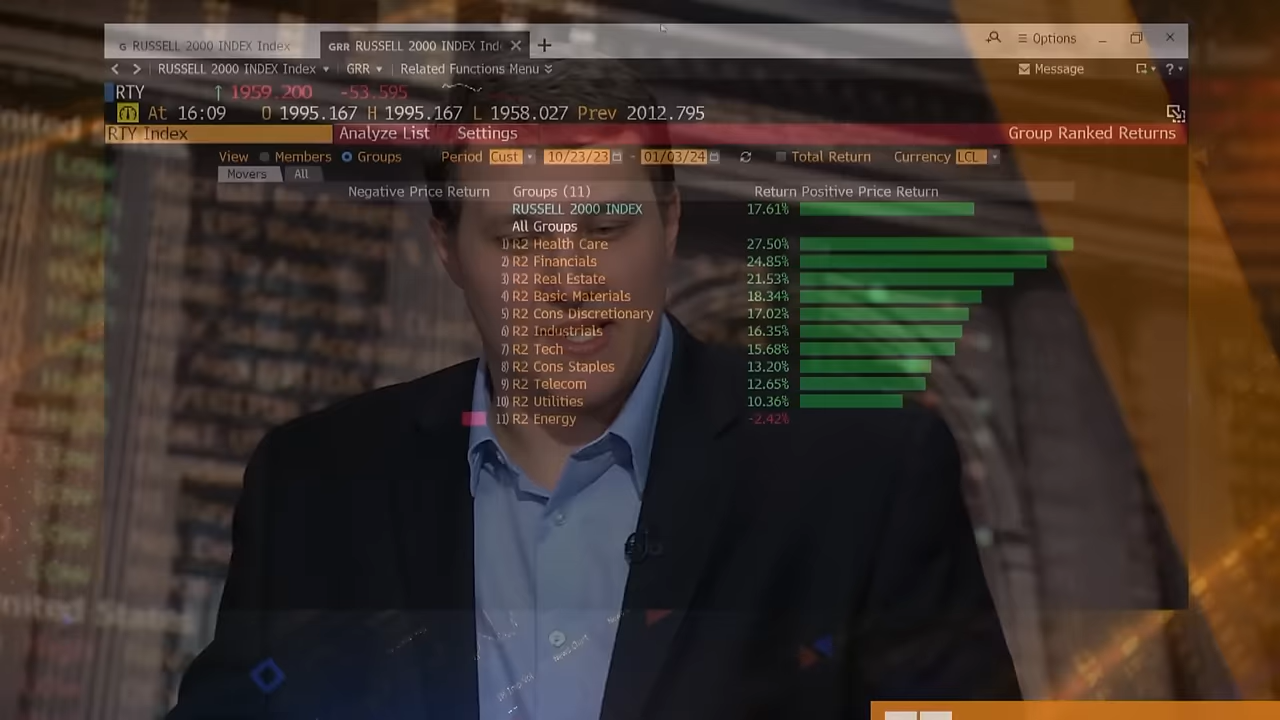 G RUSSELL 2000 INDEX Index
GRR RUSSELL 2000 INDEX Ind
Options
RUSSELL 2000 INDEX Index GRR Related Functions Menu Message ?
RTY ↑ 1959.200 -53.595
At 16:09 O 1995.167 H 1995.167 L 1958.027 Prev 2012.795
RTY Index Analyze List Settings Group Ranked Returns
View Members Groups Period Cust 10/23/23 - 01/03/24 Total Return Currency LCL
Movers All
Negative Price Return Groups (11) Return Positive Price Return
RUSSELL 2000 INDEX 17.61%
All Groups
1) R2 Health Care 27.50%
2) R2 Financials 24.85%
3) R2 Real Estate 21.53%
4) R2 Basic Materials 18.34%
5) R2 Cons Discretionary 17.02%
6) R2 Industrials 16.35%
7) R2 Tech 15.68%
8) R2 Cons Staples 13.20%
9) R2 Telecom 12.65%
10) R2 Utilities 10.36%
11) R2 Energy -2.42%